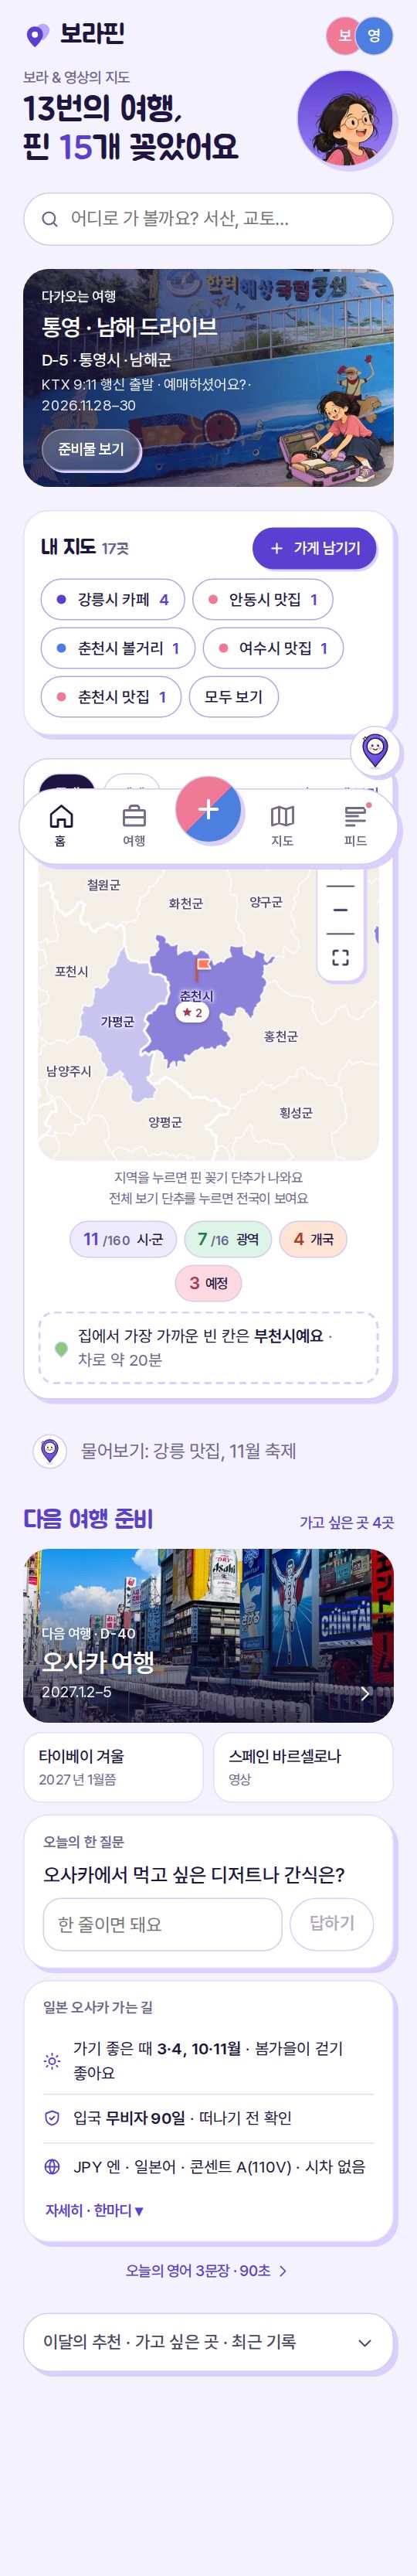 보라핀
보 영
보라 & 영상의 지도
13번의 여행,
핀 15개 꽂았어요
어디로 가 볼까요? 서산, 교토...
한려해상국립공원
다가오는 여행
통영 · 남해 드라이브
D-5 · 통영시 · 남해군
KTX 9:11 행신 출발 · 예매하셨어요? ·
2026.11.28–30
준비물 보기
내 지도 17곳
+ 가게 남기기
강릉시 카페 4
안동시 맛집 1
춘천시 볼거리 1
여수시 맛집 1
춘천시 맛집 1
모두 보기
홈
여행
지도
피드
철원군
화천군
양구군
포천시
춘천시
가평군
★ 2
홍천군
남양주시
횡성군
양평군
지역을 누르면 핀 꽂기 단추가 나와요
전체 보기 단추를 누르면 전국이 보여요
11 /160 시·군
7 /16 광역
4 개국
3 예정
집에서 가장 가까운 빈 칸은 부천시예요 ·
차로 약 20분
물어보기: 강릉 맛집, 11월 축제
다음 여행 준비
가고 싶은 곳 4곳
DRY
Asahi
다음 여행 · D-40
오사카 여행
2027.1.2–5
타이베이 겨울
2027년 1월쯤
스페인 바르셀로나
영상
오늘의 한 질문
오사카에서 먹고 싶은 디저트나 간식은?
한 줄이면 돼요
답하기
일본 오사카 가는 길
가기 좋은 때 3·4, 10·11월 · 봄가을이 걷기
좋아요
입국 무비자 90일 · 떠나기 전 확인
JPY 엔 · 일본어 · 콘센트 A(110V) · 시차 없음
자세히 · 한마디 ▾
오늘의 영어 3문장 · 90초
이달의 추천 · 가고 싶은 곳 · 최근 기록